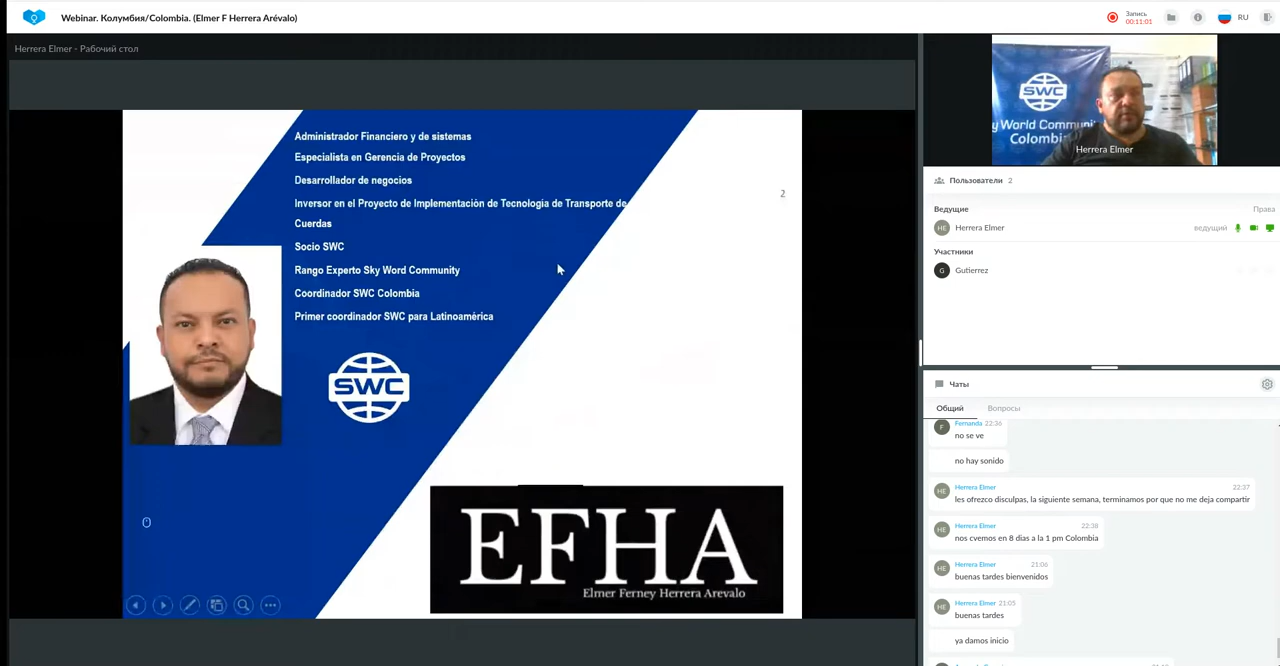 Webinar. Колумбия/Colombia. (Elmer F Herrera Arévalo)
Запись
00:11:01
RU
Herrera Elmer - Рабочий стол
Administrador Financiero y de sistemas
Especialista en Gerencia de Proyectos
Desarrollador de negocios
Inversor en el Proyecto de Implementación de Tecnología de Transporte de
Cuerdas
Socio SWC
Rango Experto Sky Word Community
Coordinador SWC Colombia
Primer coordinador SWC para Latinoamérica
2
SWC
EFHA
Elmer Ferney Herrera Arevalo
SWC
y World Communit
Colombia
Herrera Elmer
Пользователи 2
Ведущие
Права
HE
Herrera Elmer
ведущий
Участники
G
Gutierrez
Чаты
Общий
Вопросы
F
Fernanda 22:36
no se ve
no hay sonido
HE
Herrera Elmer
22:37
les ofrezco disculpas, la siguiente semana, terminamos por que no me deja compartir
HE
Herrera Elmer
22:38
nos cvemos en 8 dias a la 1 pm Colombia
HE
Herrera Elmer
21:06
buenas tardes bienvenidos
HE
Herrera Elmer 21:05
buenas tardes
ya damos inicio